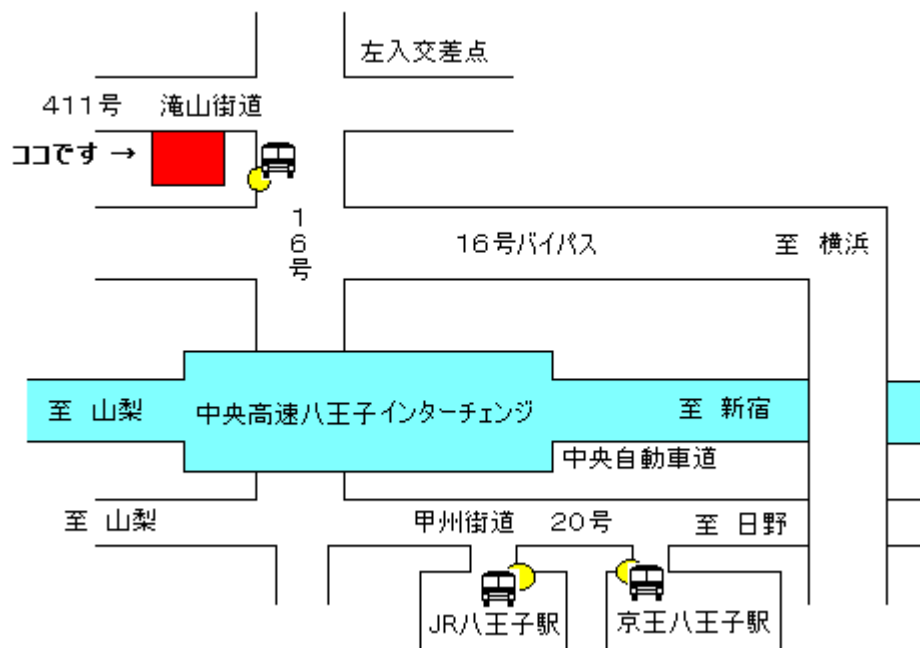 左入交差点
411号 滝山街道
ココです →
16号
16号バイパス 至 横浜
至 山梨 中央高速八王子インターチェンジ 至 新宿
中央自動車道
至 山梨 甲州街道 20号 至 日野
JR八王子駅 京王八王子駅